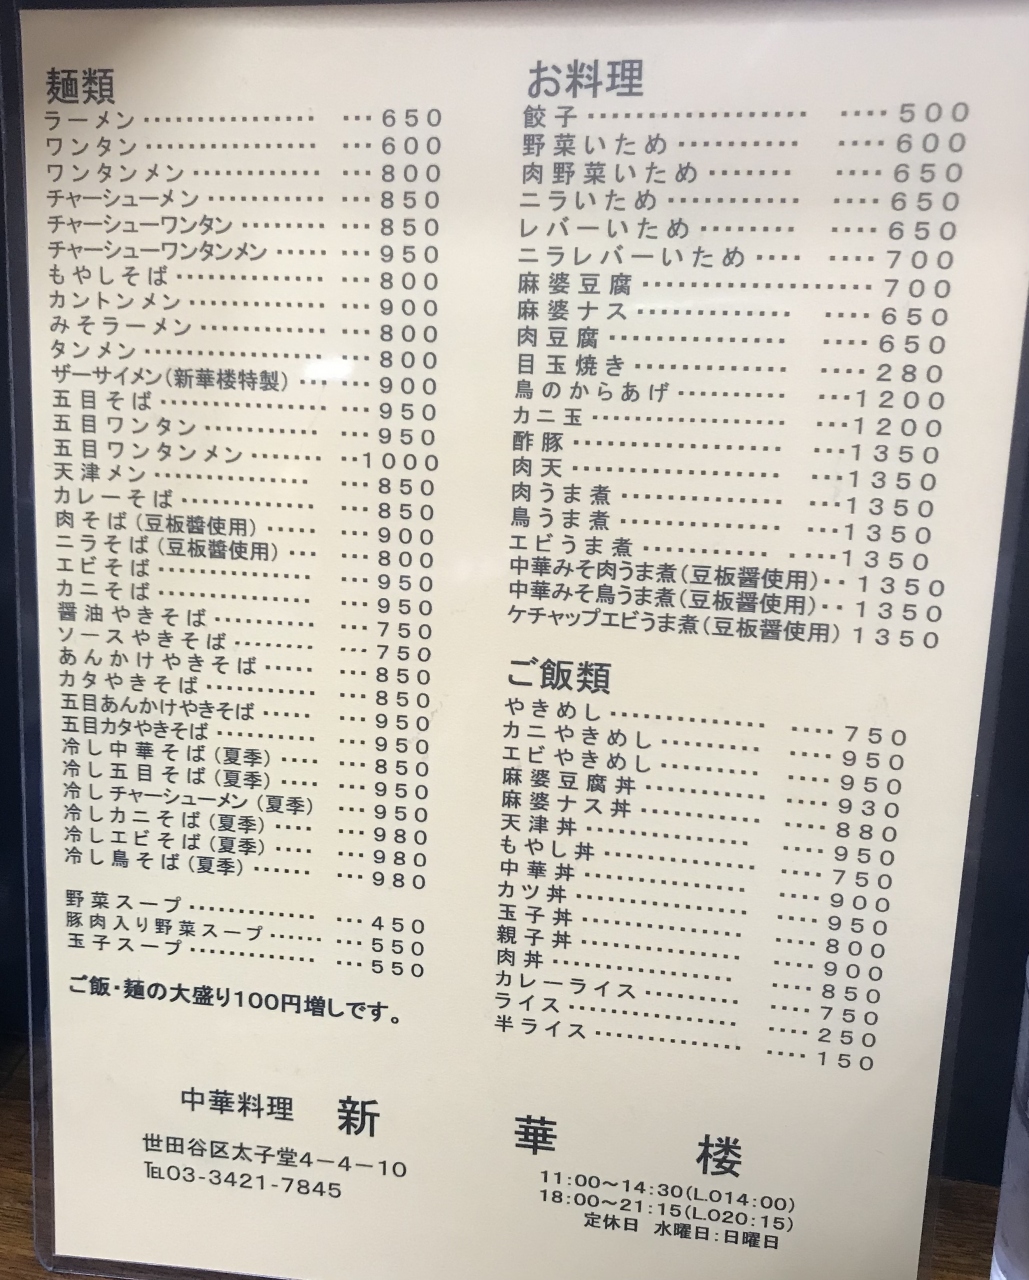 麺類
ラーメン………………650
ワンタン………………600
ワンタンメン………………800
チャーシューメン………………850
チャーシューワンタン…………850
チャーシューワンタンメン………950
もやしそば………………800
カントンメン………………900
みそラーメン………………800
タンメン………………800
ザーサイメン(新華楼特製)……900
五目そば………………950
五目ワンタン………………950
五目ワンタンメン…………1000
天津メン………………850
カレーそば………………850
肉そば(豆板醬使用)………900
ニラそば(豆板醬使用)……800
エビそば………………950
カニそば………………950
醤油やきそば…………750
ソースやきそば…………750
あんかけやきそば………850
カタやきそば…………850
五目あんかけやきそば………950
五目カタやきそば…………950
冷し中華そば(夏季)………850
冷し五目そば(夏季)………950
冷しチャーシューメン(夏季)…950
冷しカニそば(夏季)………980
冷しエビそば(夏季)………980
冷し鳥そば(夏季)………980
野菜スープ………………450
豚肉入り野菜スープ………550
玉子スープ………………550
ご飯・麺の大盛り100円増しです。
お料理
餃子………………500
野菜いため…………600
肉野菜いため…………650
ニラいため…………650
レバーいため…………650
ニラレバーいため………700
麻婆豆腐………………700
麻婆ナス………………650
肉豆腐………………650
目玉焼き………………280
鳥のからあげ…………1200
カニ玉………………1200
酢豚………………1350
肉天………………1350
肉うま煮………………1350
鳥うま煮………………1350
エビうま煮………………1350
中華みそ肉うま煮(豆板醤使用)‥1350
中華みそ鳥うま煮(豆板醤使用)‥1350
ケチャップエビうま煮(豆板醤使用)1350
ご飯類
やきめし………………750
カニやきめし…………950
エビやきめし…………950
麻婆豆腐丼…………930
麻婆ナス丼…………880
天津丼………………950
もやし丼………………750
中華丼………………900
カツ丼………………950
玉子丼………………800
親子丼………………900
肉丼………………850
カレーライス…………750
ライス………………250
半ライス………………150
中華料理 新華楼
世田谷区太子堂4-4-10
℡03-3421-7845
11:00～14:30(L.O14:00)
18:00～21:15(L.O20:15)
定休日 水曜日:日曜日